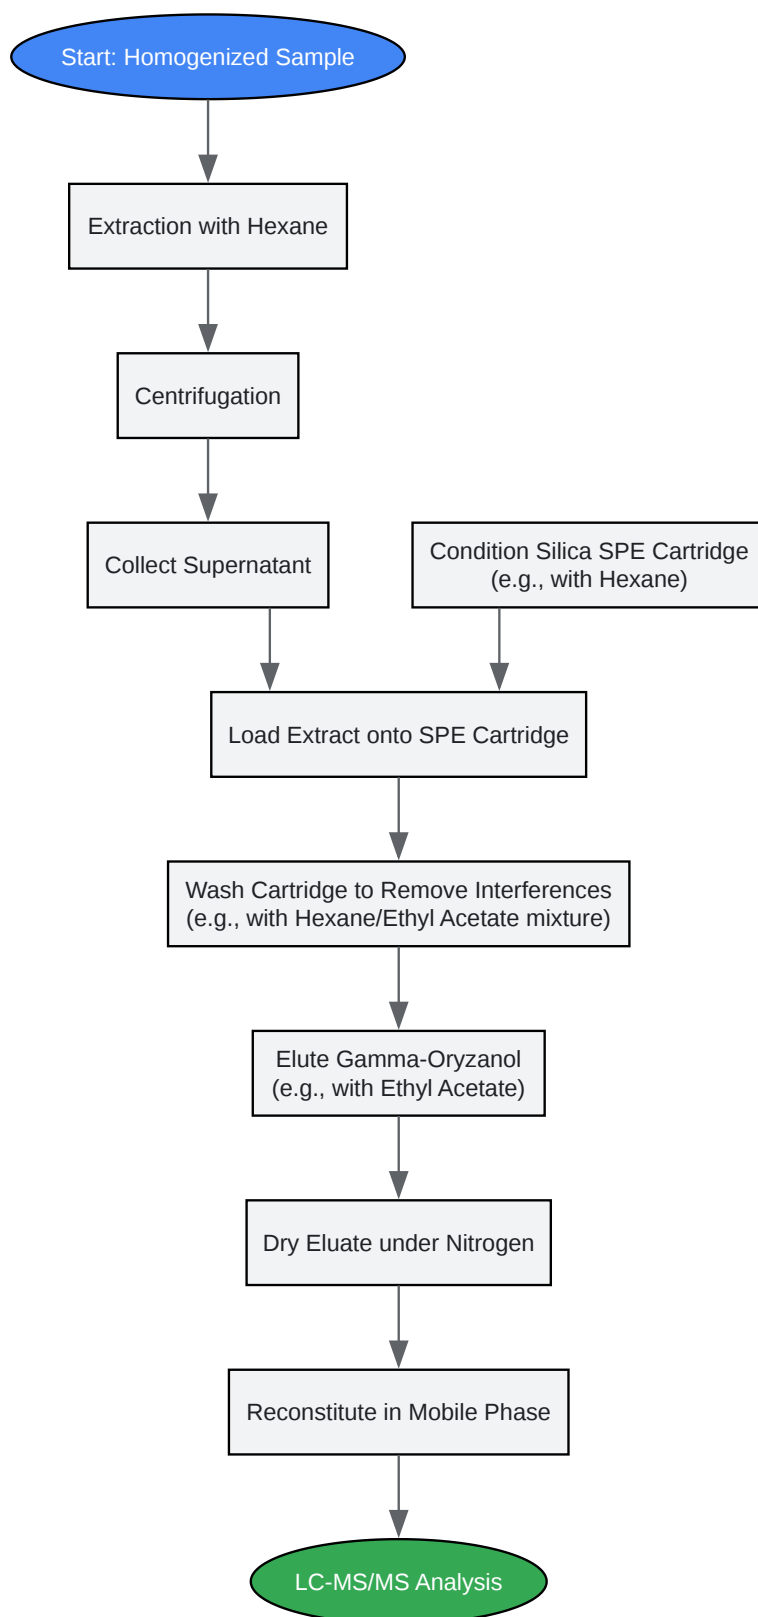 Start: Homogenized Sample
Extraction with Hexane
Centrifugation
Collect Supernatant
Condition Silica SPE Cartridge
(e.g., with Hexane)
Load Extract onto SPE Cartridge
Wash Cartridge to Remove Interferences
(e.g., with Hexane/Ethyl Acetate mixture)
Elute Gamma-Oryzanol
(e.g., with Ethyl Acetate)
Dry Eluate under Nitrogen
Reconstitute in Mobile Phase
LC-MS/MS Analysis